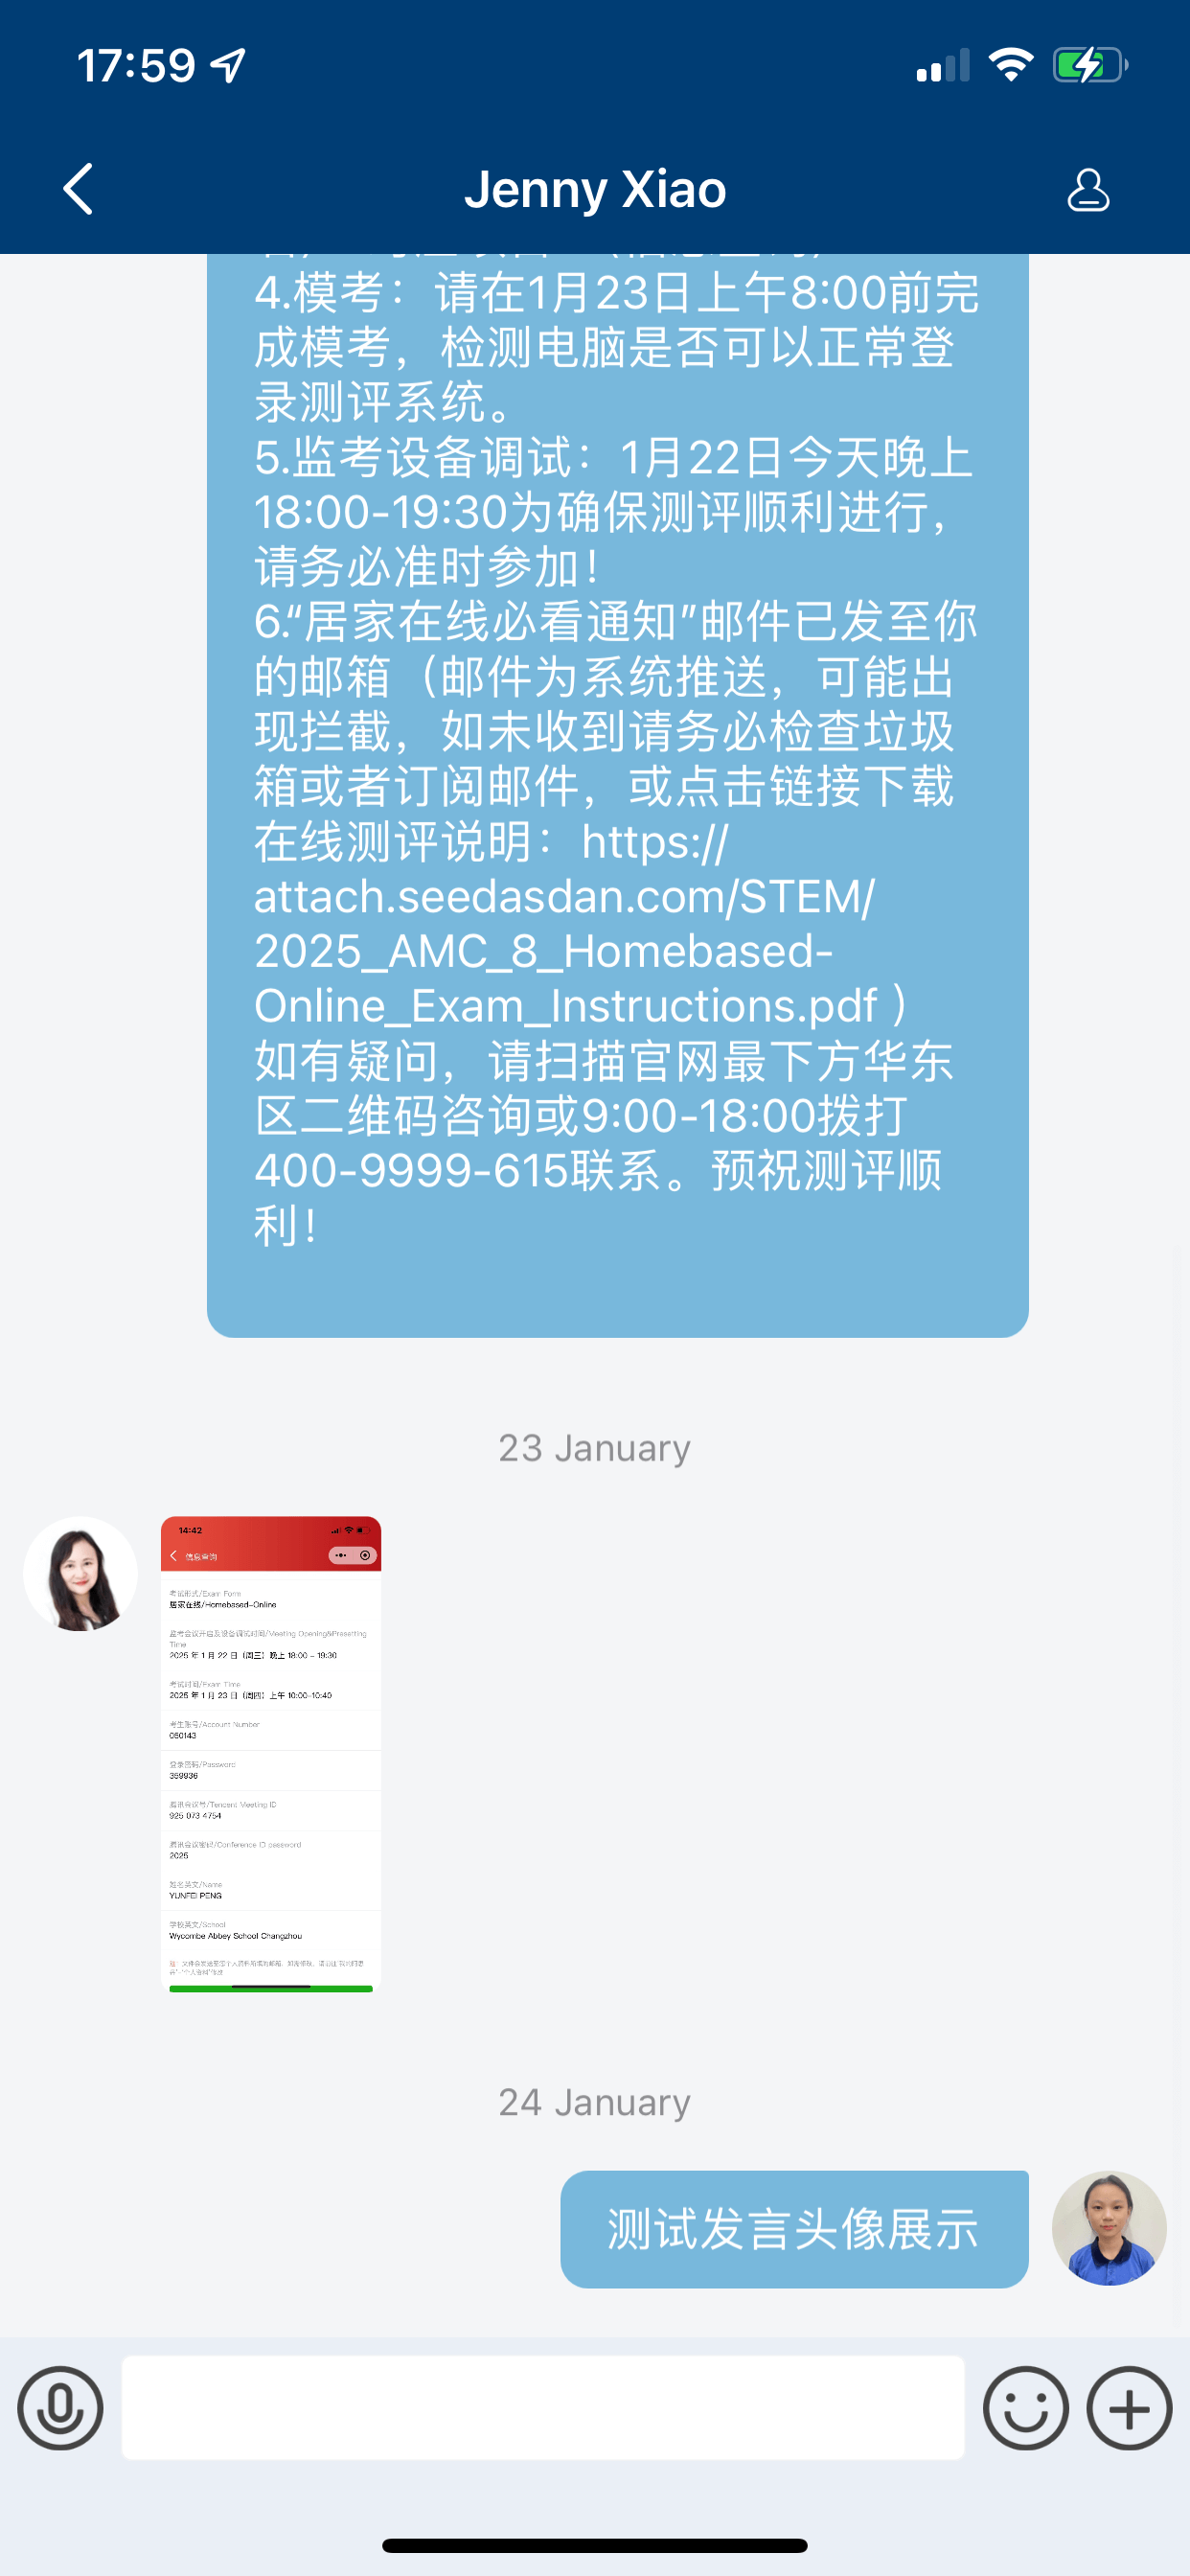 17:59
Jenny Xiao
4.模考：请在1月23日上午8:00前完
成模考，检测电脑是否可以正常登
录测评系统。
5.监考设备调试：1月22日今天晚上
18:00-19:30为确保测评顺利进行，
请务必准时参加！
6.“居家在线必看通知”邮件已发至你
的邮箱（邮件为系统推送，可能出
现拦截，如未收到请务必检查垃圾
箱或者订阅邮件，或点击链接下载
在线测评说明：https://
attach.seedasdan.com/STEM/
2025_AMC_8_Homebased-
Online_Exam_Instructions.pdf ）
如有疑问，请扫描官网最下方华东
区二维码咨询或9:00-18:00拨打
400-9999-615联系。预祝测评顺
利！
23 January
14:42
信息查询
考试形式/Exam Form
居家在线/Homebased-Online
监考会议开启及设备调试时间/Meeting Opening&Presetting
Time
2025 年 1 月 22 日（周三）晚上 18:00 - 19:30
考试时间/Exam Time
2025 年 1 月 23 日（周四）上午 10:00-10:40
考生账号/Account Number
050143
登录密码/Password
359936
腾讯会议号/Tencent Meeting ID
925 073 4754
腾讯会议密码/Conference ID password
2025
姓名英文/Name
YUNFEI PENG
学校英文/School
Wycombe Abbey School Changzhou
24 January
测试发言头像展示